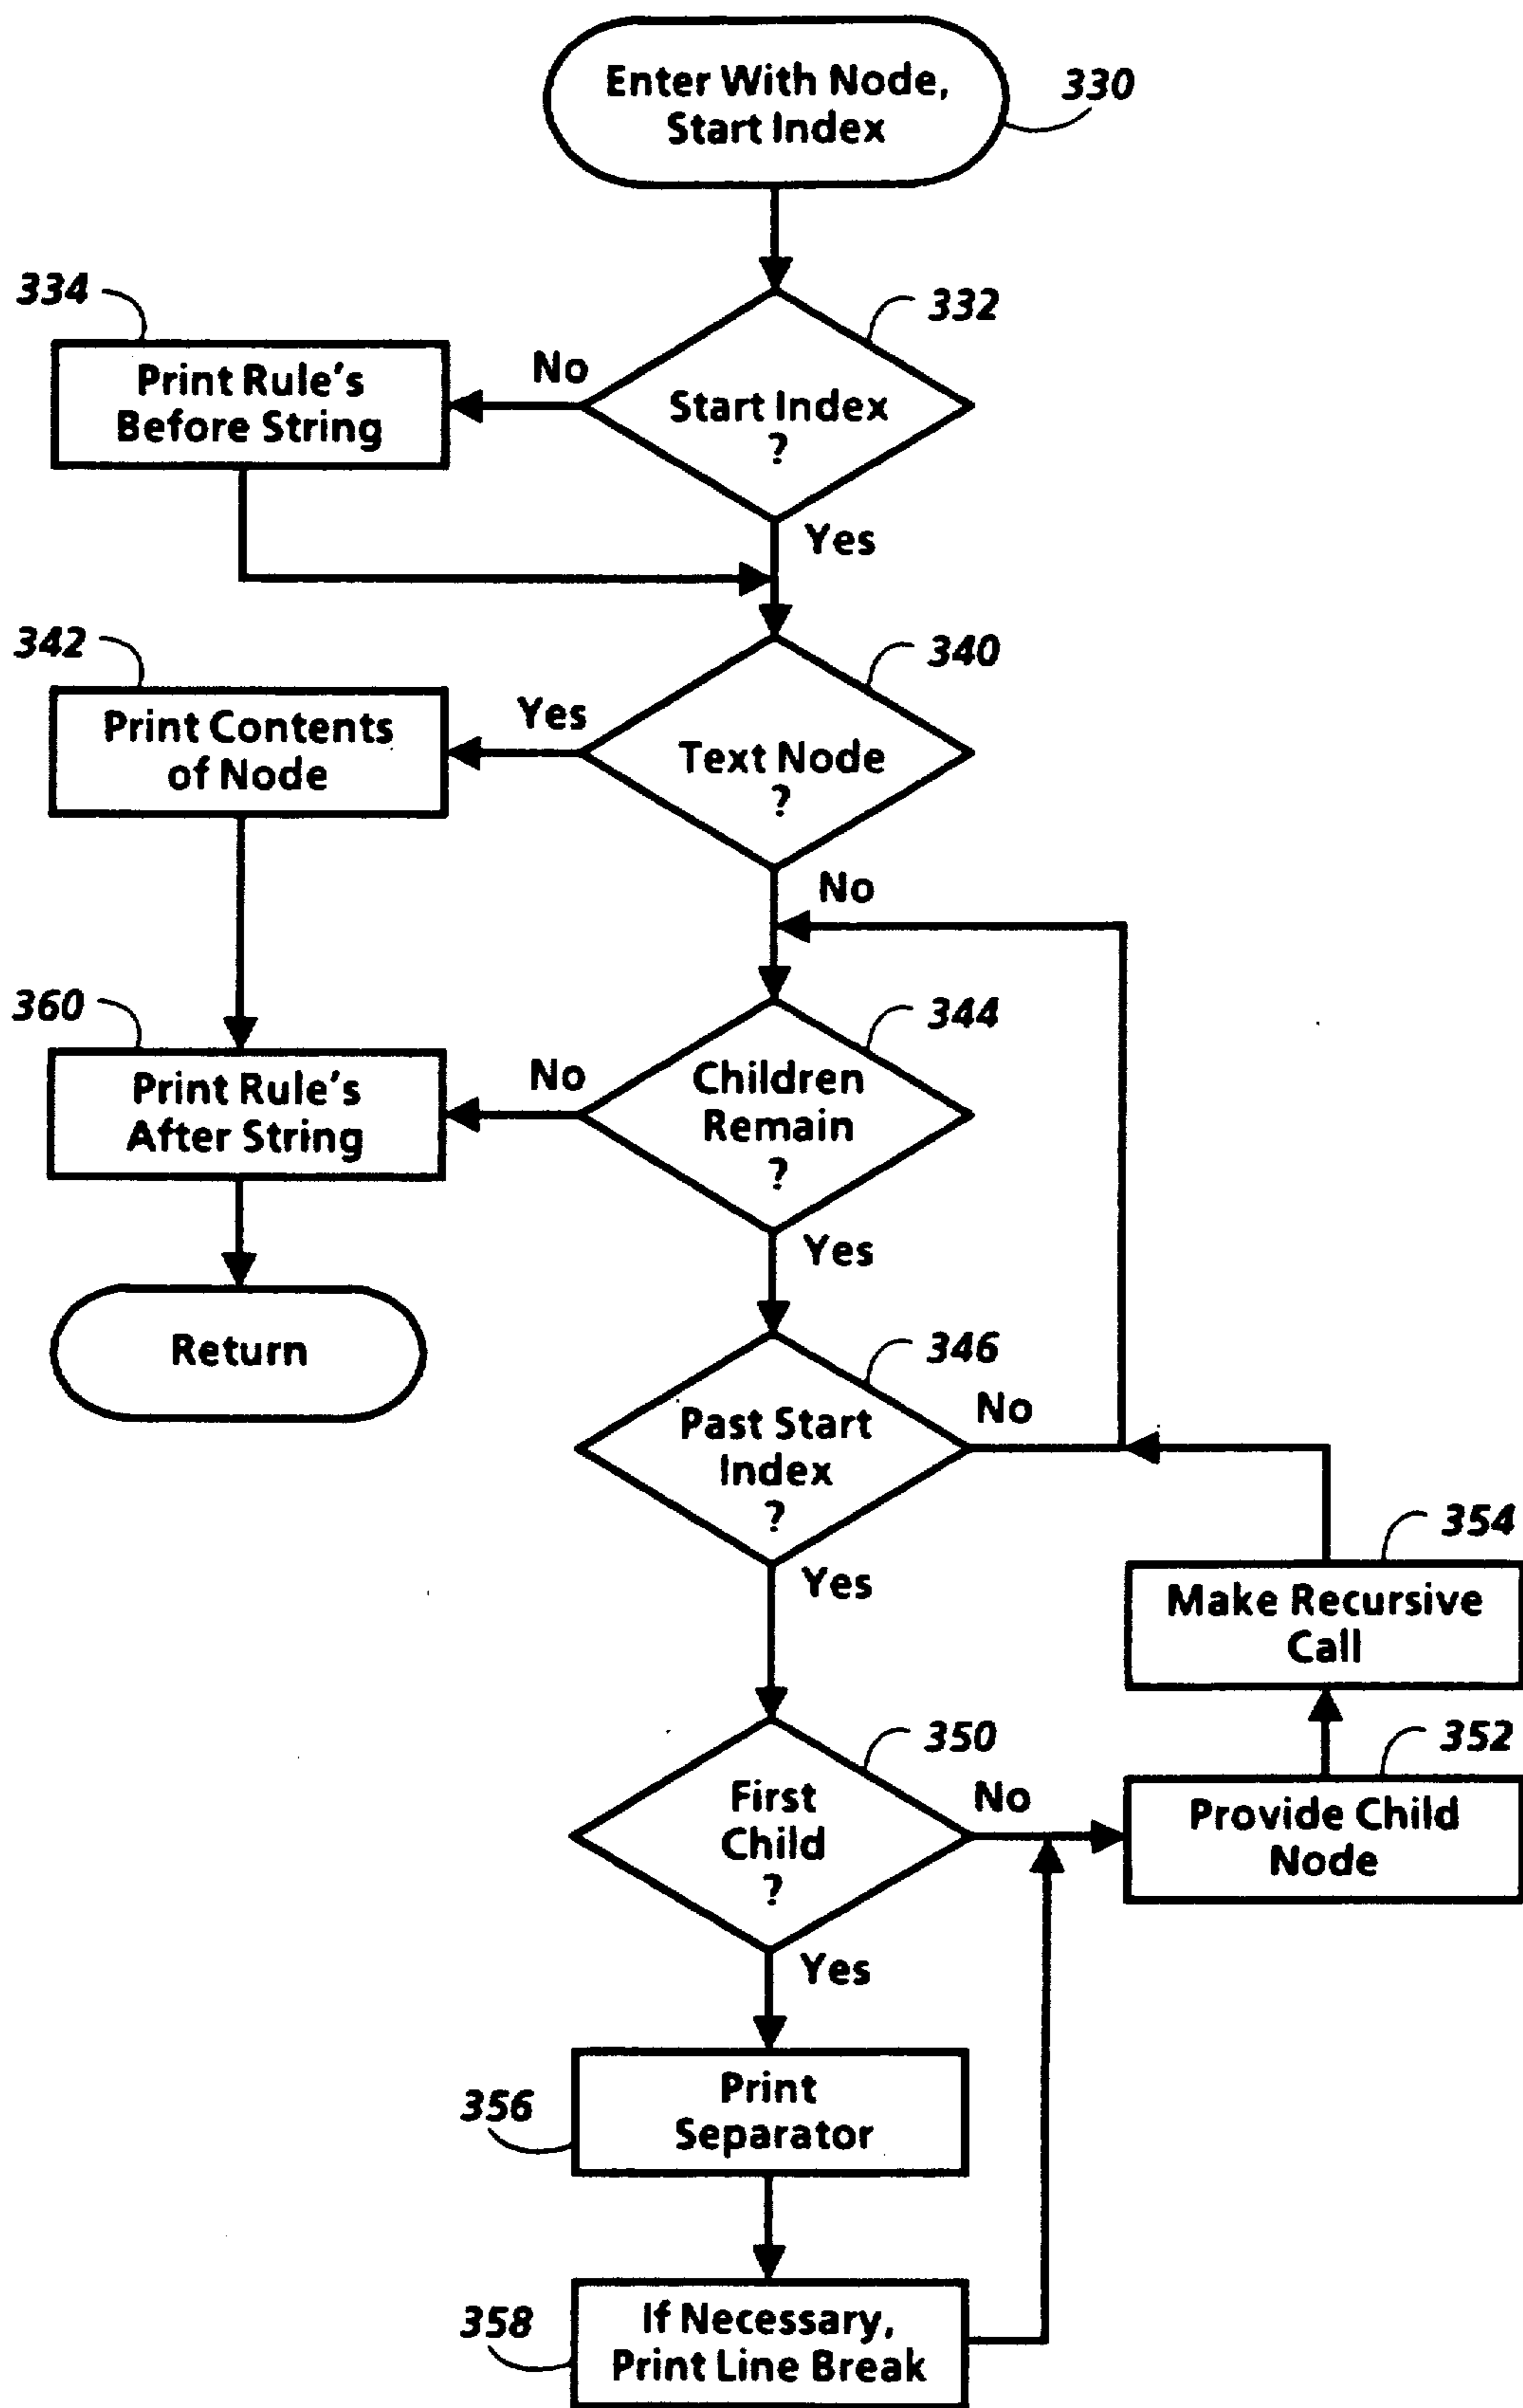 Enter With Node,
Start Index
330
334
332
Print Rule's
Before String
No
Start Index
?
Yes
342
340
Print Contents
of Node
Yes
Text Node
?
No
360
344
Print Rule's
After String
No
Children
Remain
?
Yes
Return
346
Past Start
Index
?
No
Yes
354
Make Recursive
Call
350
352
First
Child
?
No
Provide Child
Node
Yes
356
Print
Separator
358
If Necessary,
Print Line Break